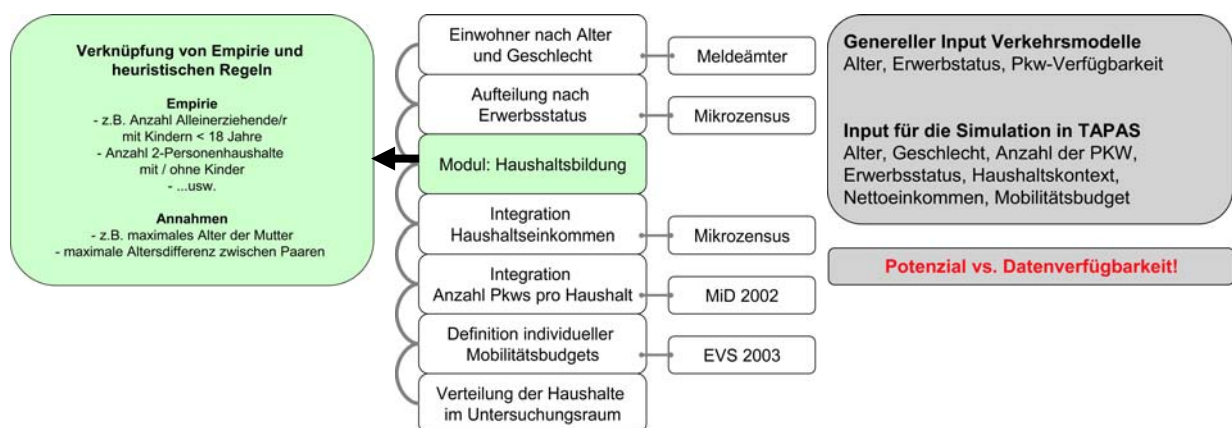 Verknüpfung von Empirie und
heuristischen Regeln
Empirie
- z.B. Anzahl Alleinerziehende/r
mit Kindern < 18 Jahre
- Anzahl 2-Personenhaushalte
mit / ohne Kinder
- ...usw.
Annahmen
- z.B. maximales Alter der Mutter
- maximale Altersdifferenz zwischen Paaren
Einwohner nach Alter
und Geschlecht
Meldeämter
Aufteilung nach
Erwerbsstatus
Mikrozensus
Modul: Haushaltsbildung
Integration
Haushaltseinkommen
Mikrozensus
Integration
Anzahl Pkws pro Haushalt
MiD 2002
Definition individueller
Mobilitätsbudgets
EVS 2003
Verteilung der Haushalte
im Untersuchungsraum
Genereller Input Verkehrsmodelle
Alter, Erwerbstatus, Pkw-Verfügbarkeit
Input für die Simulation in TAPAS
Alter, Geschlecht, Anzahl der PKW,
Erwerbsstatus, Haushaltskontext,
Nettoeinkommen, Mobilitätsbudget
Potenzial vs. Datenverfügbarkeit!